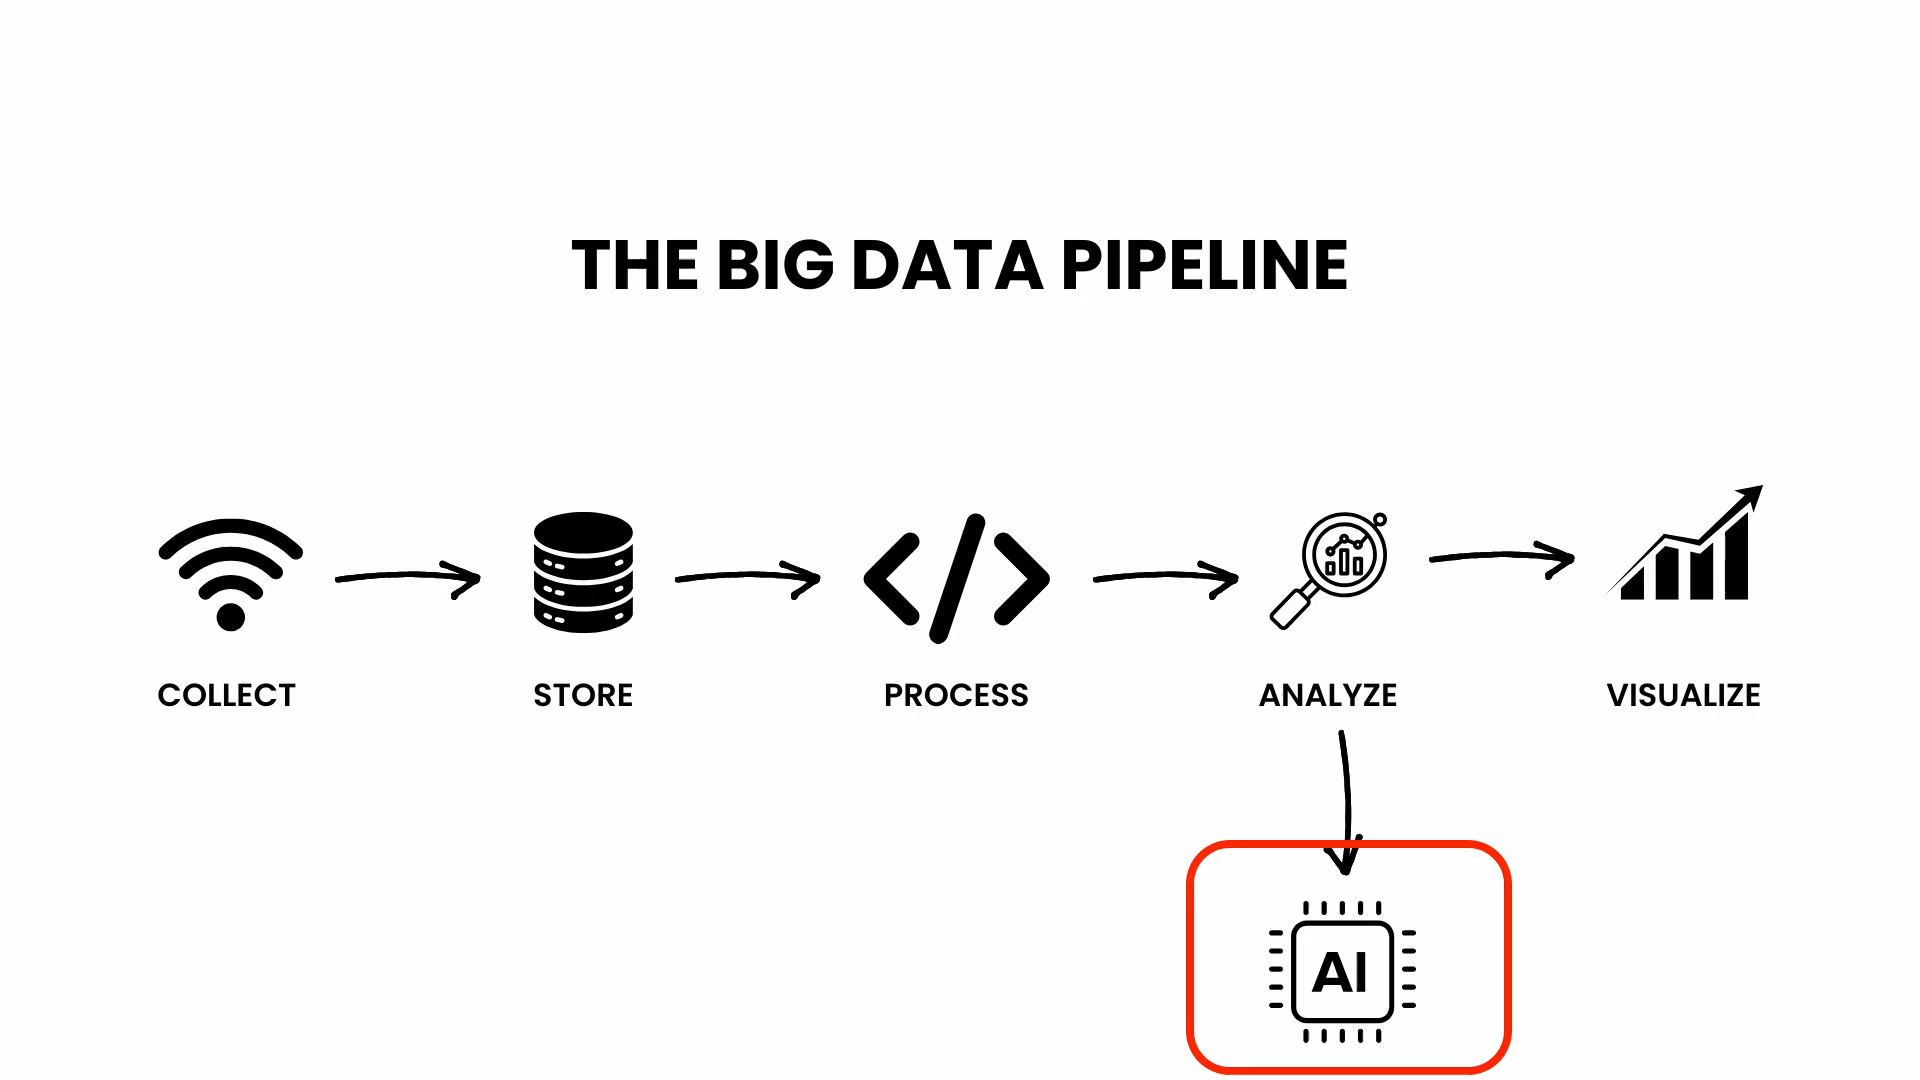 THE BIG DATA PIPELINE
COLLECT
STORE
PROCESS
ANALYZE
VISUALIZE
AI